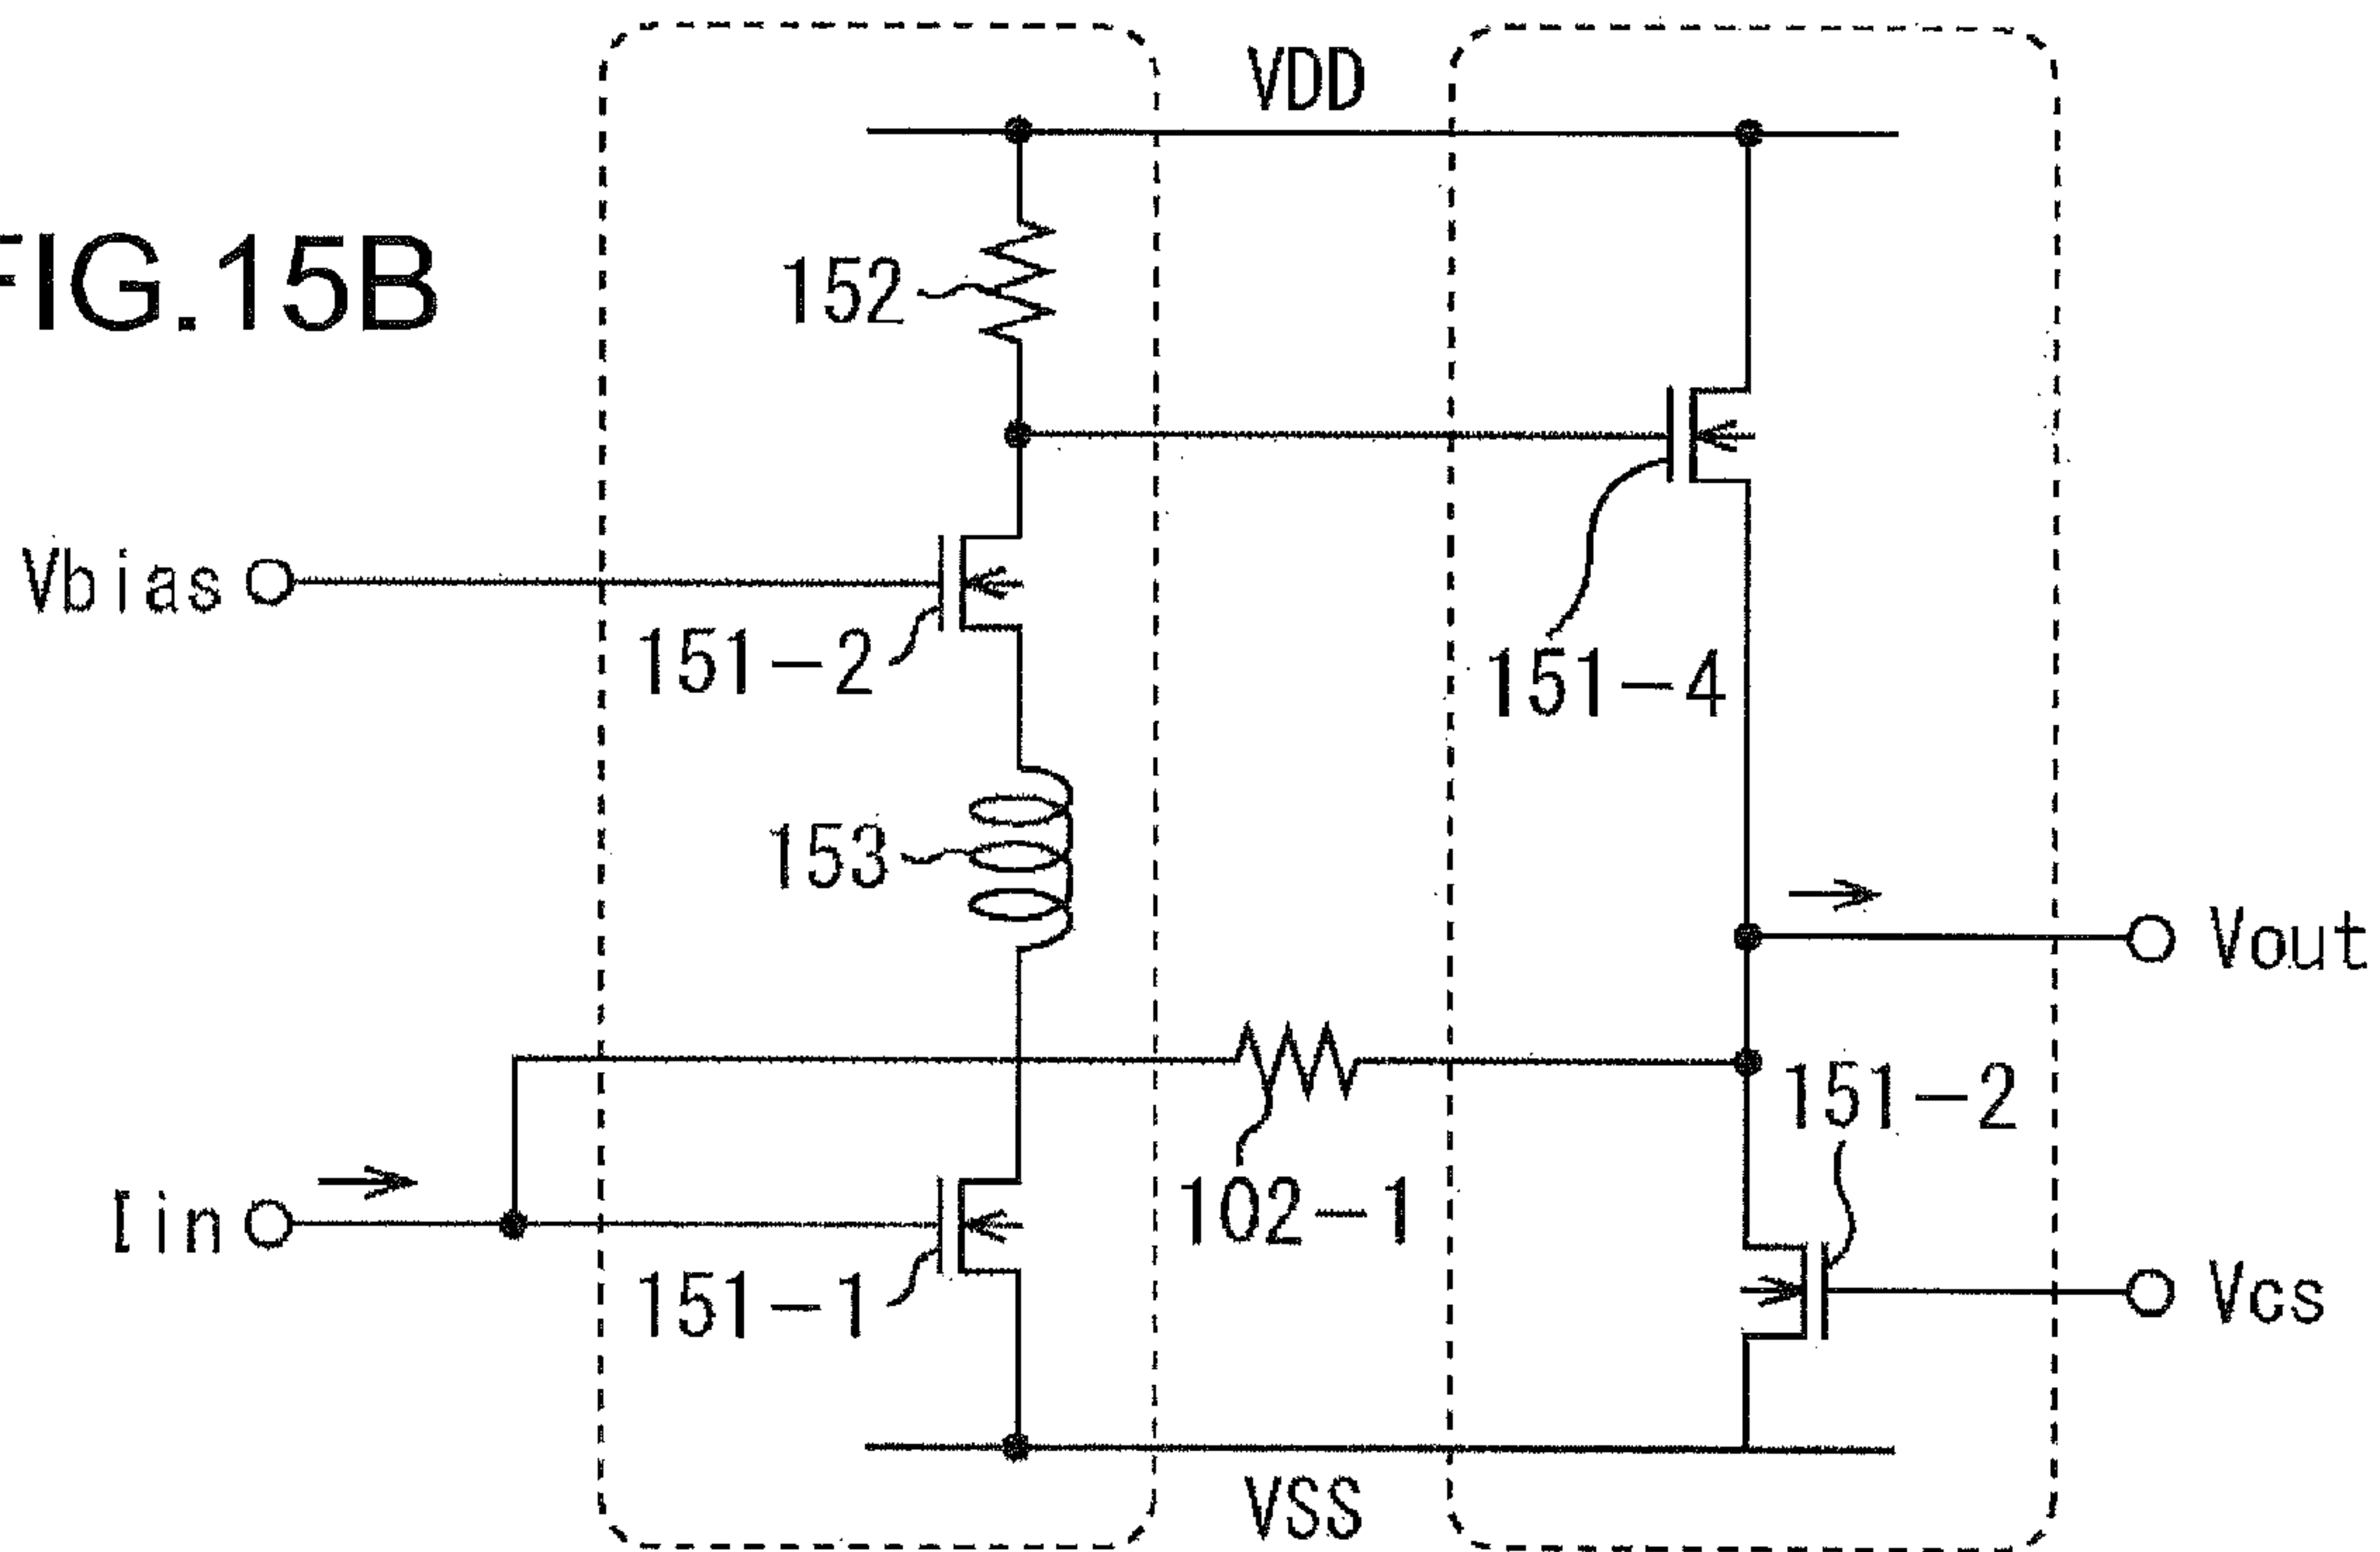 VDD
FIG.15B
152
Vbias
151-2
151-4
153
Vout
151-2
102-1
Iin
151-1
Vcs
VSS